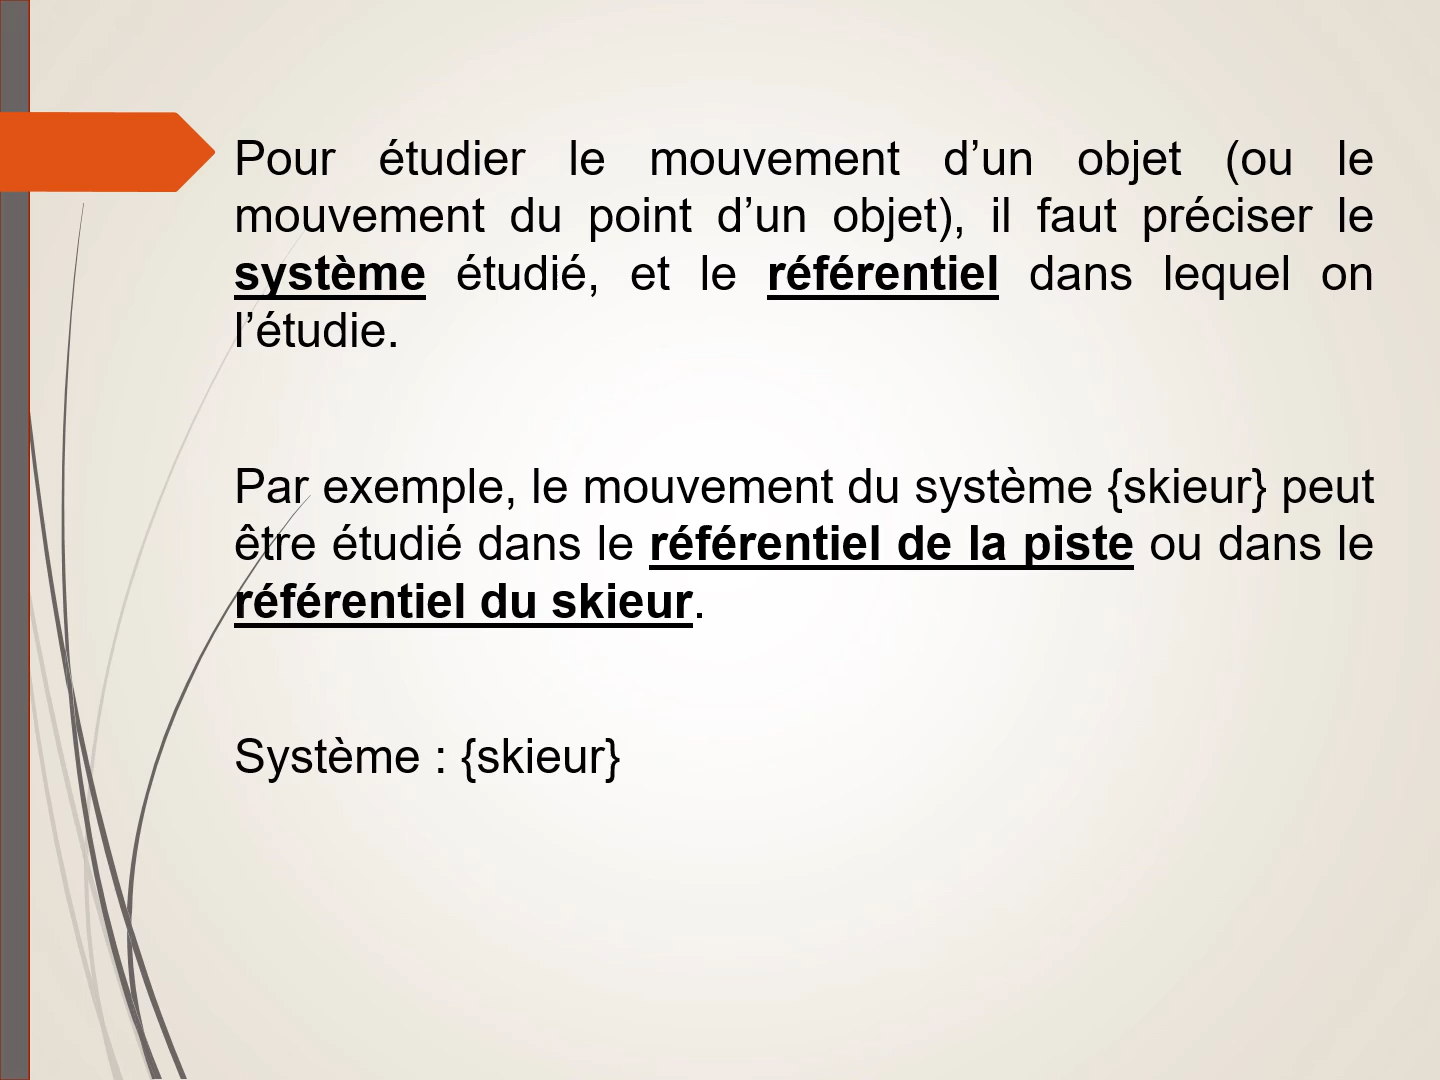 Pour étudier le mouvement d’un objet (ou le
mouvement du point d’un objet), il faut préciser le
système étudié, et le référentiel dans lequel on
l’étudie.
Par exemple, le mouvement du système {skieur} peut
être étudié dans le référentiel de la piste ou dans le
référentiel du skieur.
Système : {skieur}